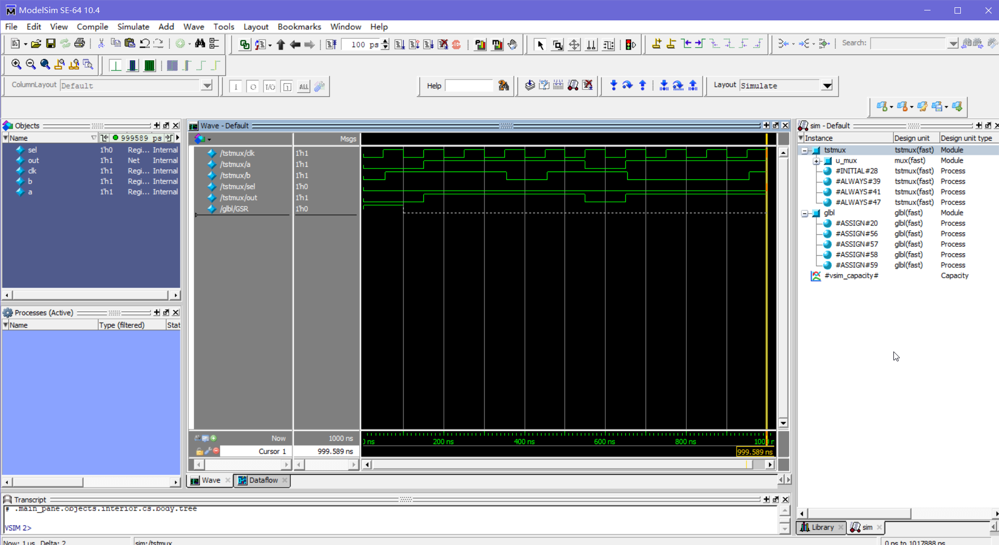 ModelSim SE-64 10.4
File Edit View Compile Simulate Add Wave Tools Layout Bookmarks Window Help
100 ps
Search:
ColumnLayout Default
ALL
Help
Layout Simulate
Objects
Name 999589 ps
sel 1'h0 Regi... Internal
out 1'h1 Net Internal
clk 1'h1 Regi... Internal
b 1'h1 Regi... Internal
a 1'h1 Regi... Internal
Processes (Active)
Name Type (filtered) Stat
Wave - Default
Msgs
/tstmux/clk 1'h1
/tstmux/a 1'h1
/tstmux/b 1'h1
/tstmux/sel 1'h0
/tstmux/out 1'h1
/glbl/GSR 1'h0
Now 1000 ns
Cursor 1 999.589 ns
ns 200 ns 400 ns 600 ns 800 ns
999.589 ns
Wave Dataflow
sim - Default
Instance Design unit Design unit type
tstmux tstmux(fast) Module
u_mux mux(fast) Module
#INITIAL#28 tstmux(fast) Process
#ALWAYS#39 tstmux(fast) Process
#ALWAYS#41 tstmux(fast) Process
#ALWAYS#47 tstmux(fast) Process
glbl glbl(fast) Module
#ASSIGN#20 glbl(fast) Process
#ASSIGN#56 glbl(fast) Process
#ASSIGN#57 glbl(fast) Process
#ASSIGN#58 glbl(fast) Process
#ASSIGN#59 glbl(fast) Process
#vsim_capacity# Capacity
Library sim
Transcript
# .main_pane.objects.interior.cs.body.tree
VSIM 2>
Now: 1 us Delta: 2 sim:/tstmux 0 ns to 1017888 ns